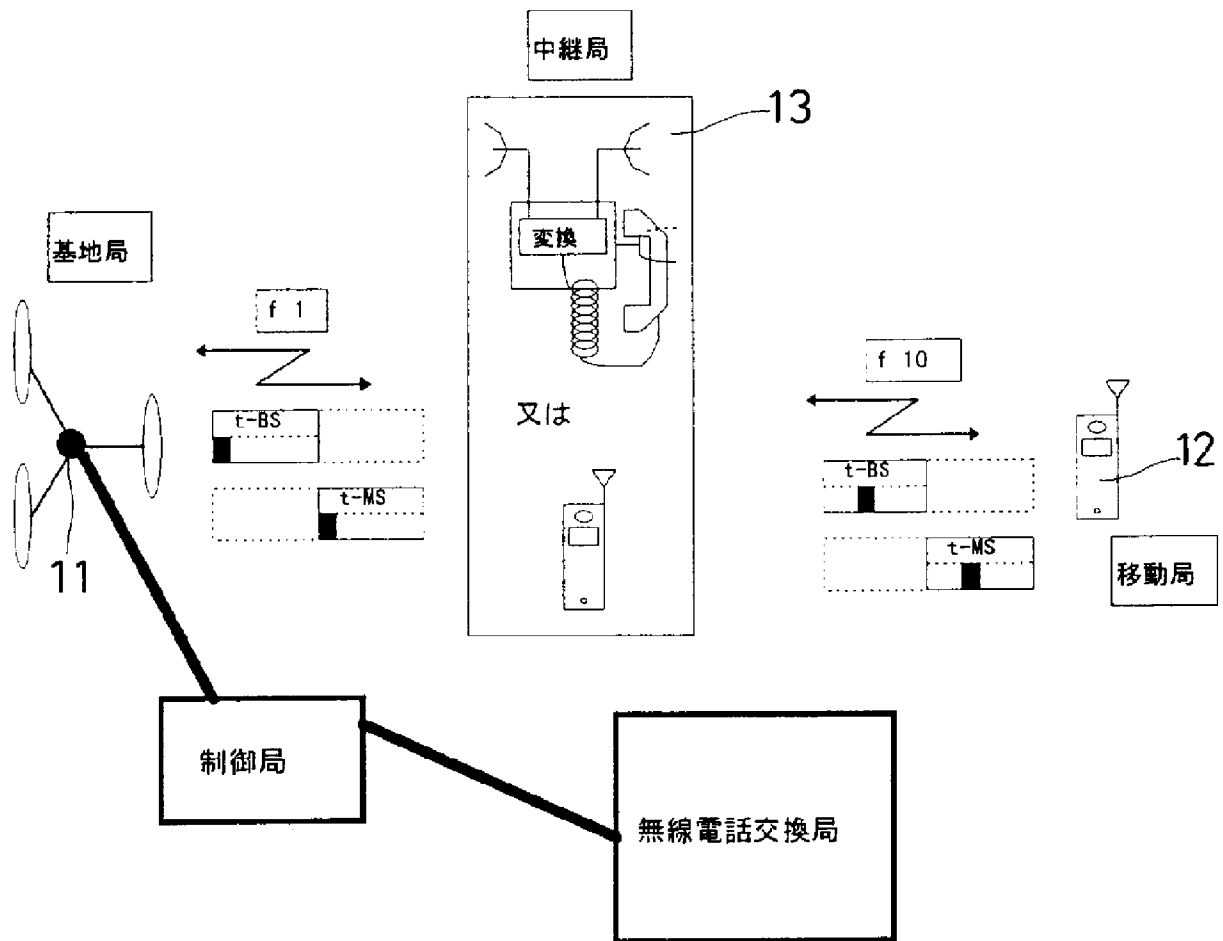 中継局
13
基地局
変換
f 1
f 10
又は
t-BS
t-MS
t-BS
t-MS
12
11
移動局
制御局
無線電話交換局